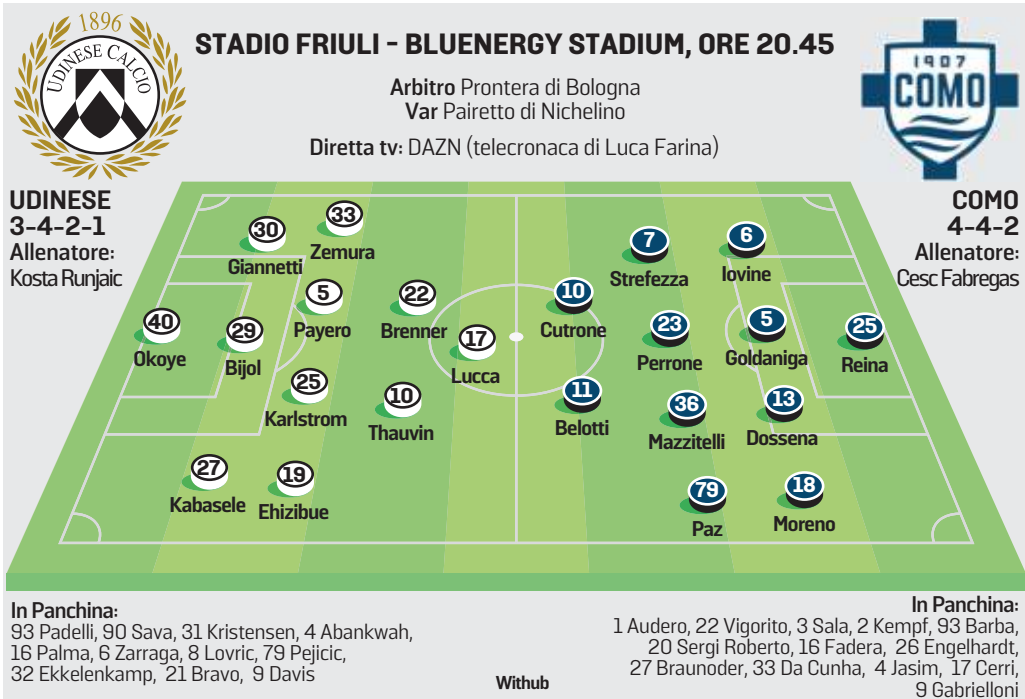 1896
UDINESE CALCIO
STADIO FRIULI - BLUENERGY STADIUM, ORE 20.45
Arbitro Prontera di Bologna
Var Pairetto di Nichelino
Diretta tv: DAZN (telecronaca di Luca Farina)
1907
COMO
UDINESE
3-4-2-1
Allenatore:
Kosta Runjaic
COMO
4-4-2
Allenatore:
Cesc Fabregas
40
Okoye
30
Giannetti
29
Bijol
27
Kabasele
33
Zemura
5
Payero
25
Karlstrom
19
Ehizibue
22
Brenner
10
Thauvin
17
Lucca
10
Cutrone
11
Belotti
7
Strefezza
23
Perrone
36
Mazzitelli
79
Paz
6
Iovine
5
Goldaniga
13
Dossena
18
Moreno
25
Reina
In Panchina:
93 Padelli, 90 Sava, 31 Kristensen, 4 Abankwah,
16 Palma, 6 Zarraga, 8 Lovric, 79 Pejicic,
32 Ekkelenkamp, 21 Bravo, 9 Davis
Withub
In Panchina:
1 Audero, 22 Vigorito, 3 Sala, 2 Kempf, 93 Barba,
20 Sergi Roberto, 16 Fadera, 26 Engelhardt,
27 Braunoder, 33 Da Cunha, 4 Jasim, 17 Cerri,
9 Gabrielloni